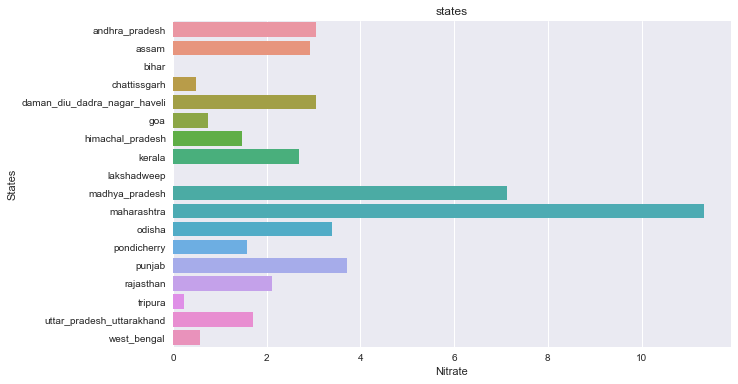 states
andhra_pradesh
assam
bihar
chattissgarh
daman_diu_dadra_nagar_haveli
goa
himachal_pradesh
kerala
lakshadweep
madhya_pradesh
maharashtra
odisha
pondicherry
punjab
rajasthan
tripura
uttar_pradesh_uttarakhand
west_bengal
States
0 2 4 6 8 10
Nitrate